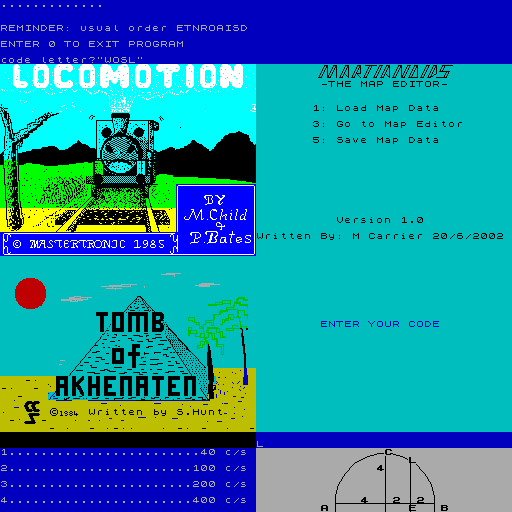 REMINDER: usual order ETNROAISD
ENTER 0 TO EXIT PROGRAM
code letter?"WOSL"
LOCOMOTION
BY
M.Child
&
P.Bates
© MASTERTRONIC 1985
MARTIANOIDS
-THE MAP EDITOR-
1: Load Map Data
3: Go to Map Editor
5: Save Map Data
Version 1.0
Written By: M Carrier 20/6/2002
TOMB
of
AKHENATEN
©1984 Written by S.Hunt.
ENTER YOUR CODE
L
1........................40 c/s
2.......................100 c/s
3.......................200 c/s
4.......................400 c/s
C
L
4
4 2 2
A E B